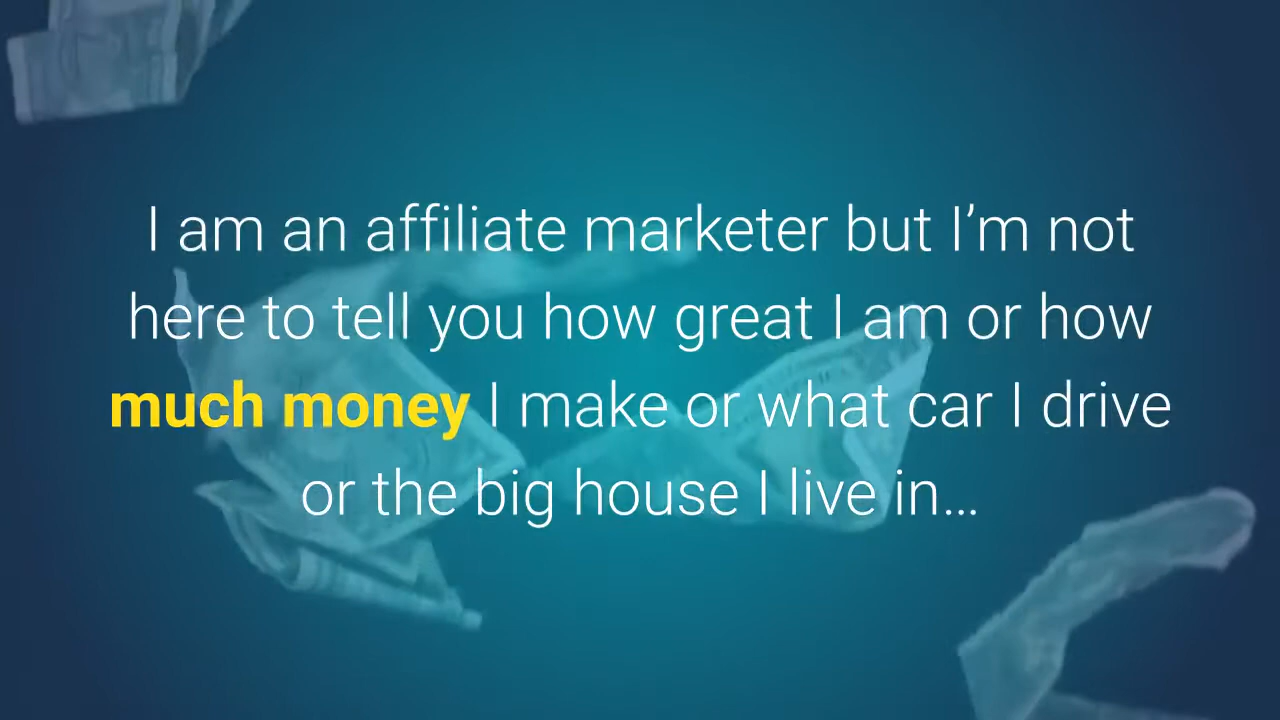 I am an affiliate marketer but I’m not
here to tell you how great I am or how
much money I make or what car I drive
or the big house I live in...